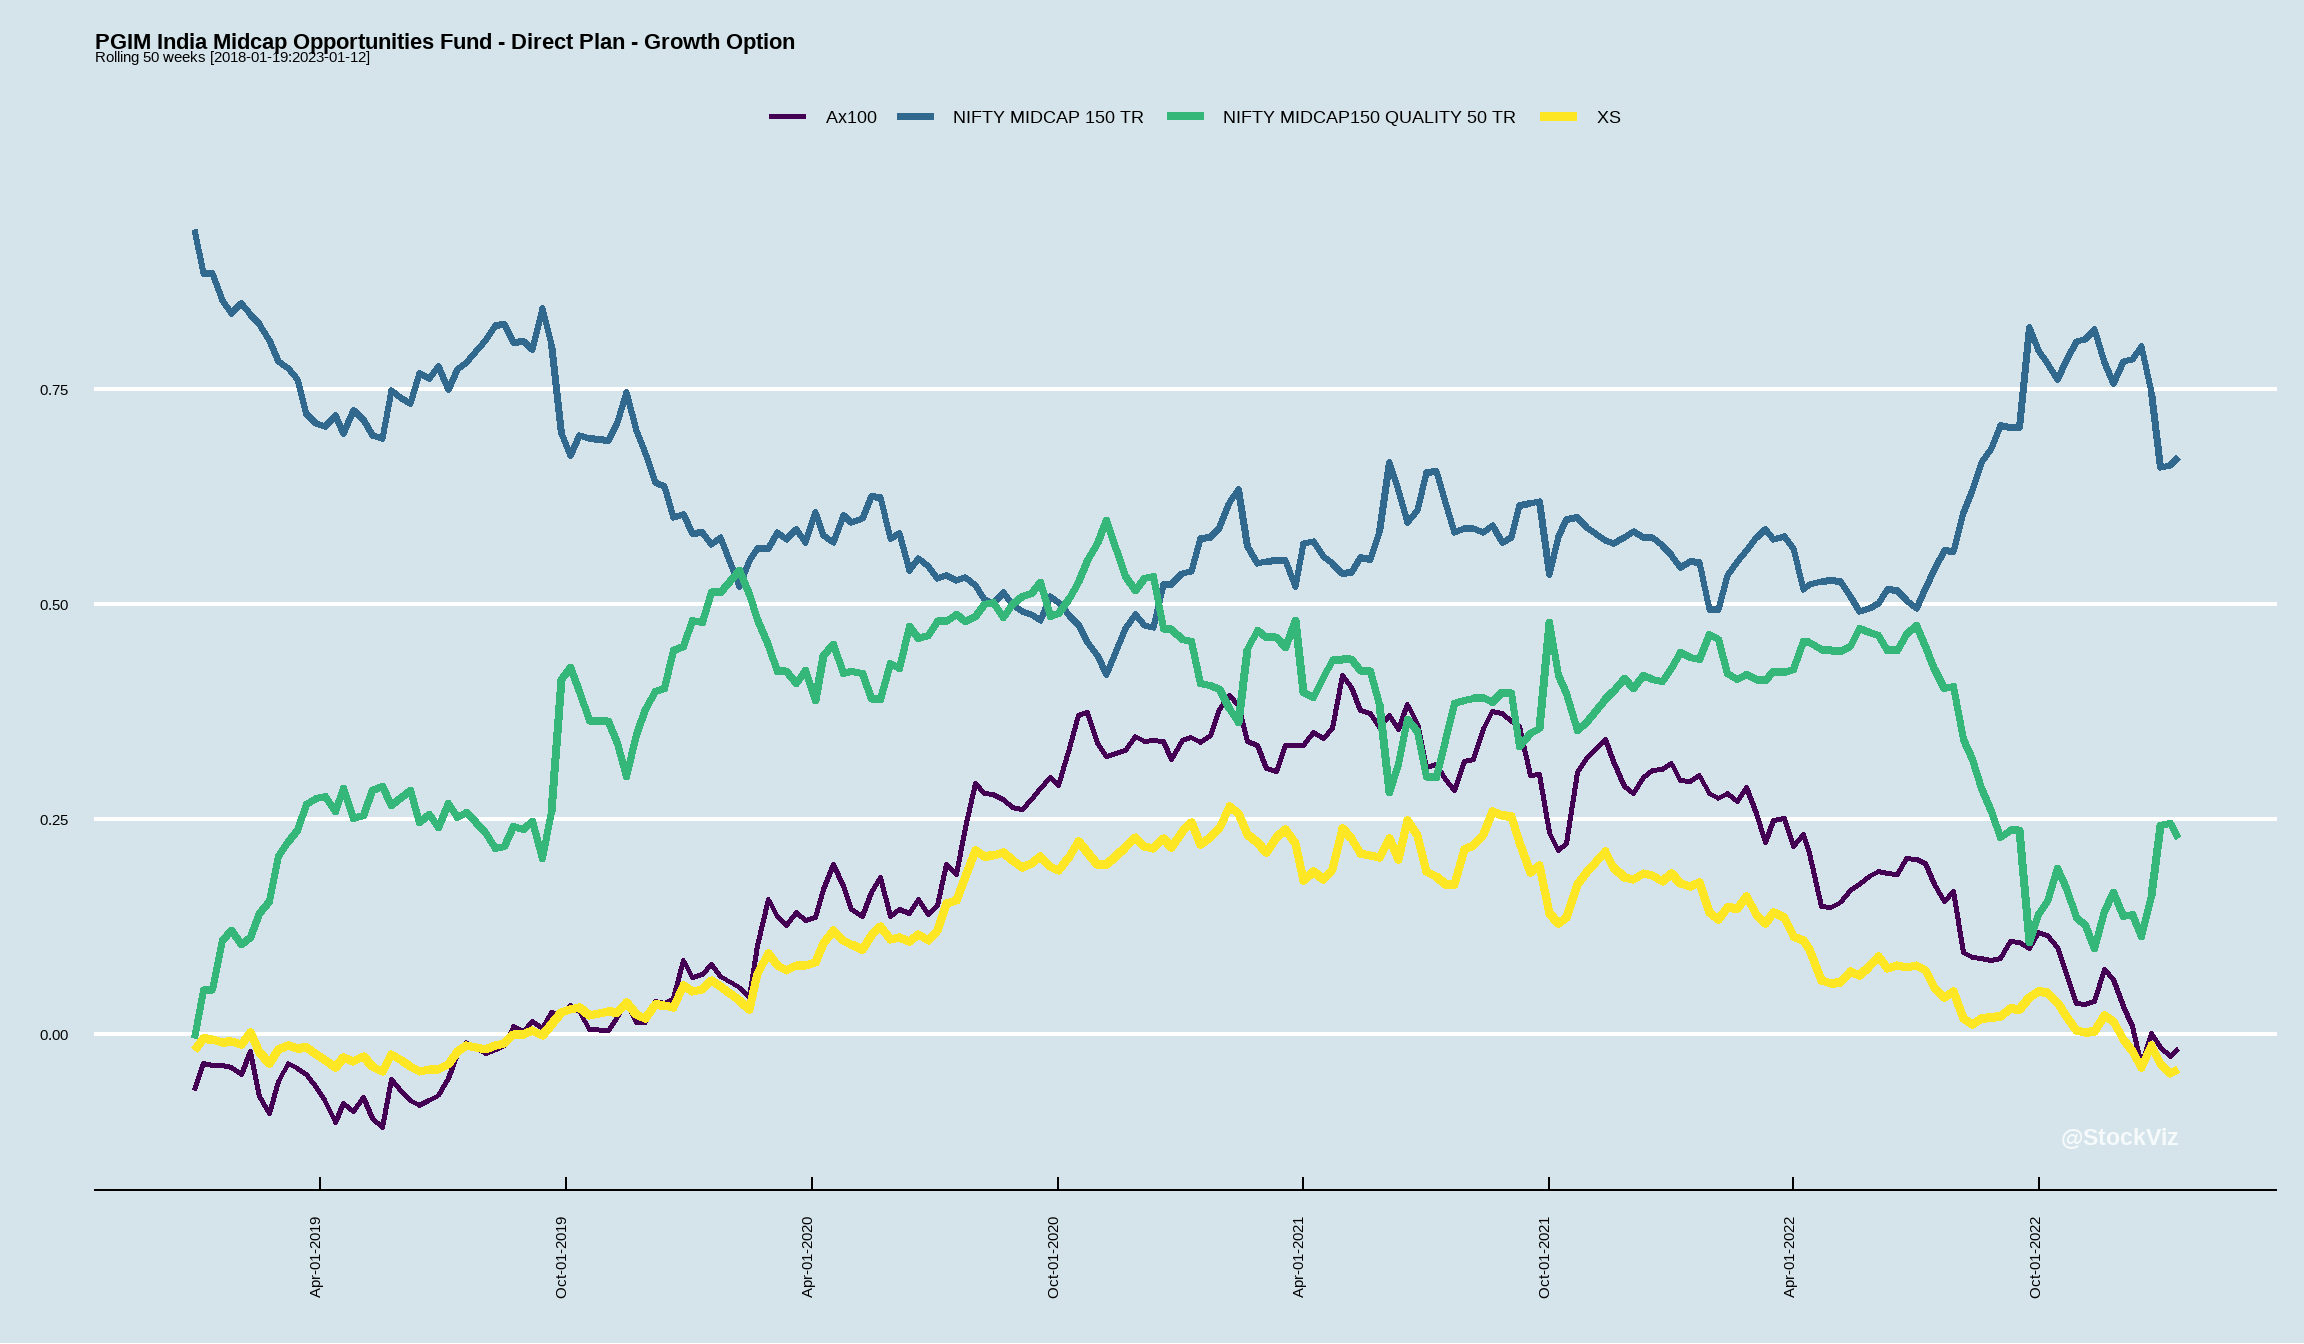 PGIM India Midcap Opportunities Fund - Direct Plan - Growth Option
Rolling 50 weeks [2018-01-19:2023-01-12]
Ax100 NIFTY MIDCAP 150 TR NIFTY MIDCAP150 QUALITY 50 TR XS
0.75
0.50
0.25
0.00
@StockViz
Apr-01-2019 Oct-01-2019 Apr-01-2020 Oct-01-2020 Apr-01-2021 Oct-01-2021 Apr-01-2022 Oct-01-2022